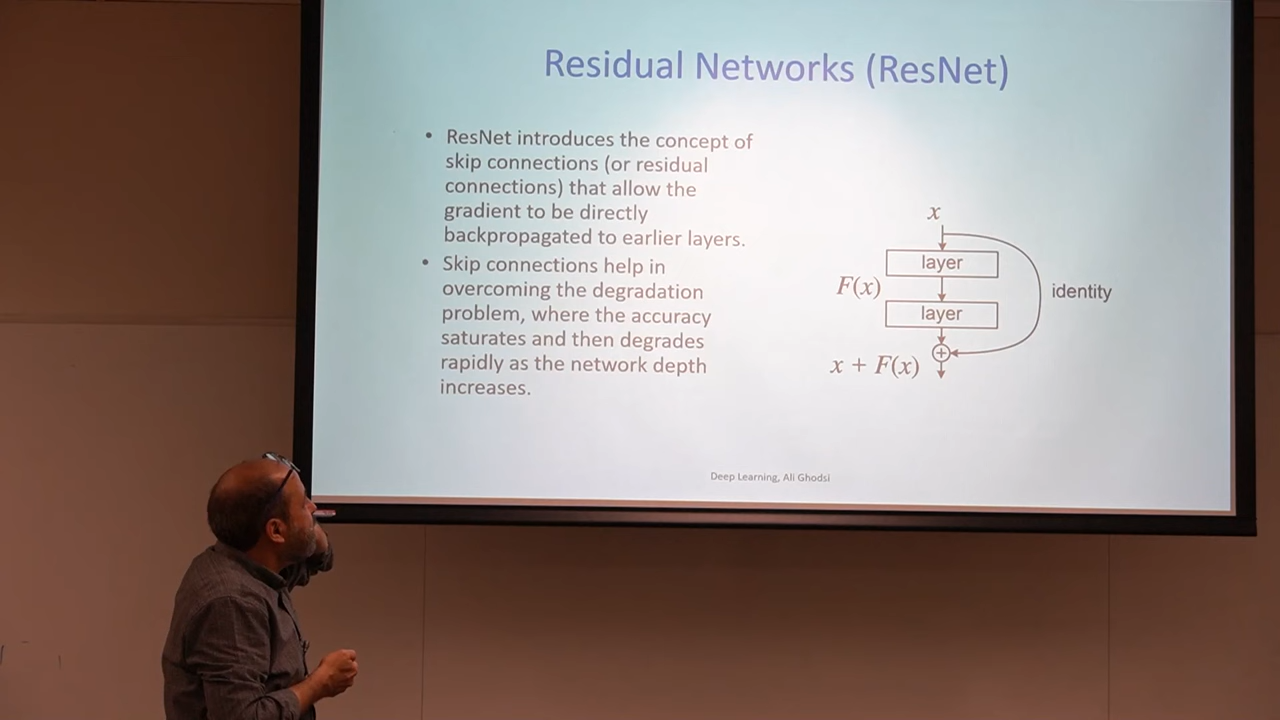 Residual Networks (ResNet)
• ResNet introduces the concept of
skip connections (or residual
connections) that allow the
gradient to be directly
backpropagated to earlier layers.
• Skip connections help in
overcoming the degradation
problem, where the accuracy
saturates and then degrades
rapidly as the network depth
increases.
x
layer
F(x)
identity
layer
x + F(x)
Deep Learning, Ali Ghodsi